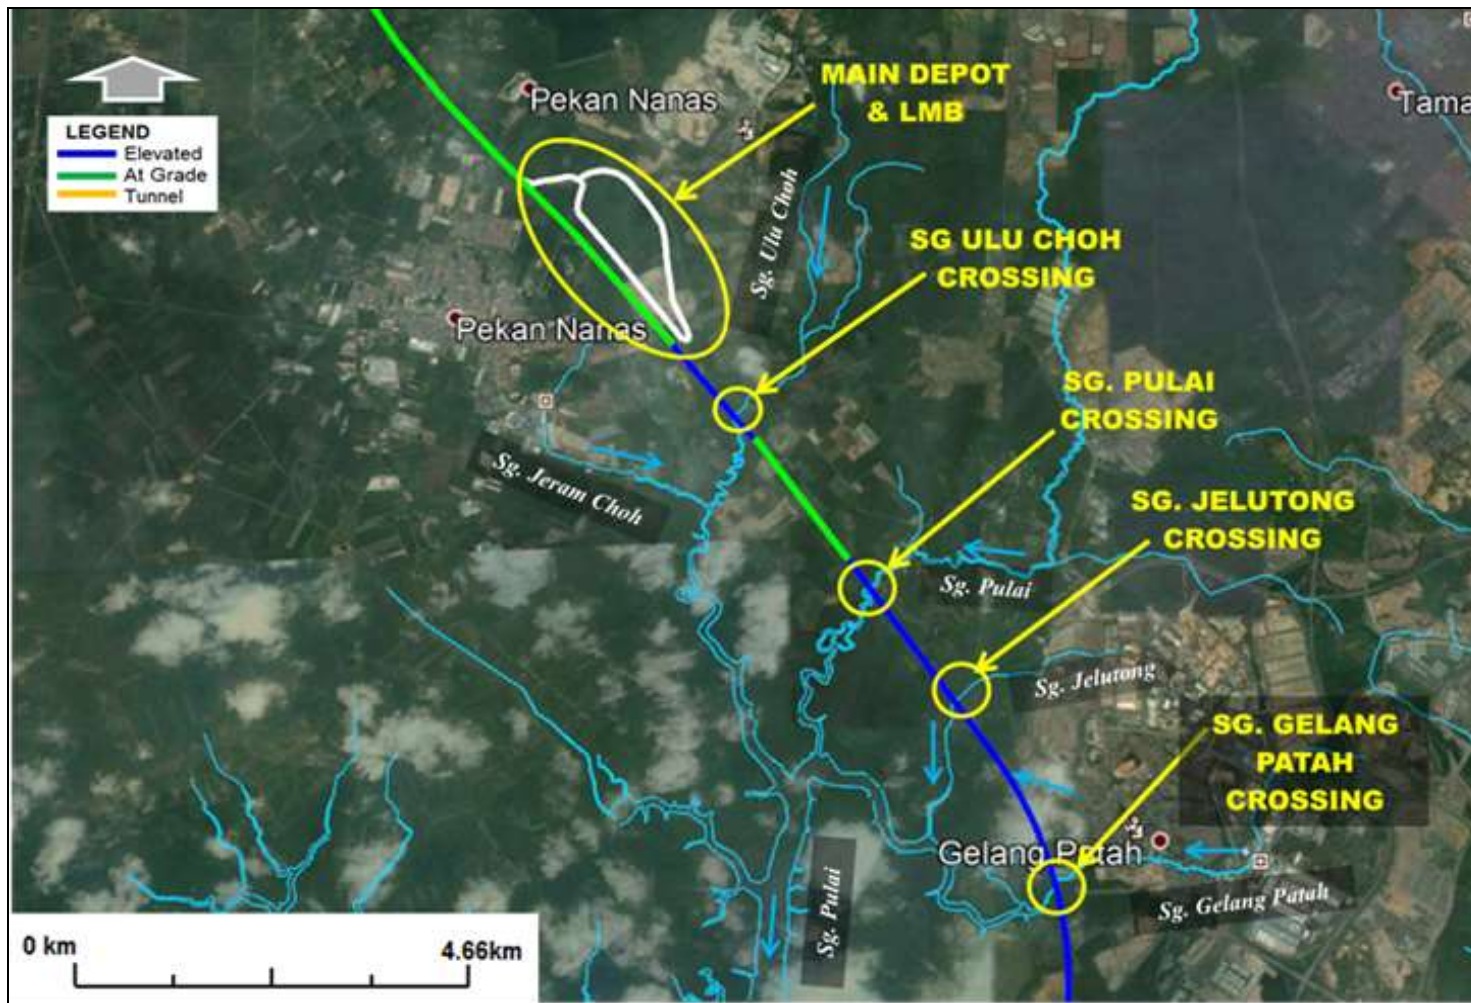 MAIN DEPOT
& LMB
Pekan Nanas
Tama
LEGEND
Elevated
At Grade
Tunnel
Sg. Ulu Choh
SG ULU CHOH
CROSSING
Pekan Nanas
SG. PULAI
CROSSING
Sg. Jeram Choh
SG. JELUTONG
CROSSING
Sg. Pulai
Sg. Jelutong
SG. GELANG
PATAH
CROSSING
Gelang Patah
Sg. Gelang Patah
Sg. Pulai
0 km
4.66km